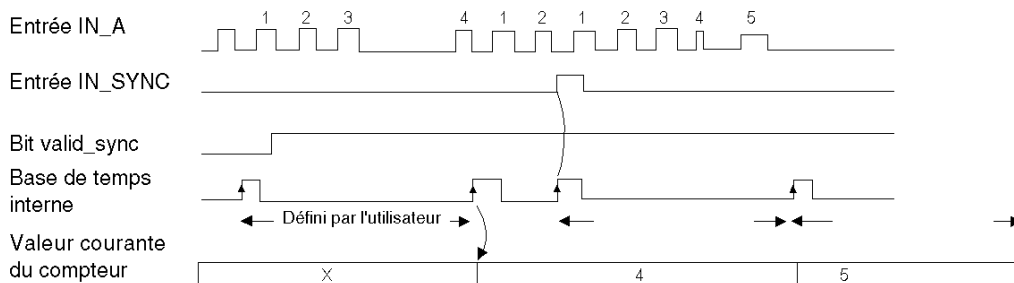 1 2 3 4 1 2 1 2 3 4 5
Entrée IN_A
Entrée IN_SYNC
Bit valid_sync
Base de temps
interne
Défini par l'utilisateur
Valeur courante
du compteur
X 4 5